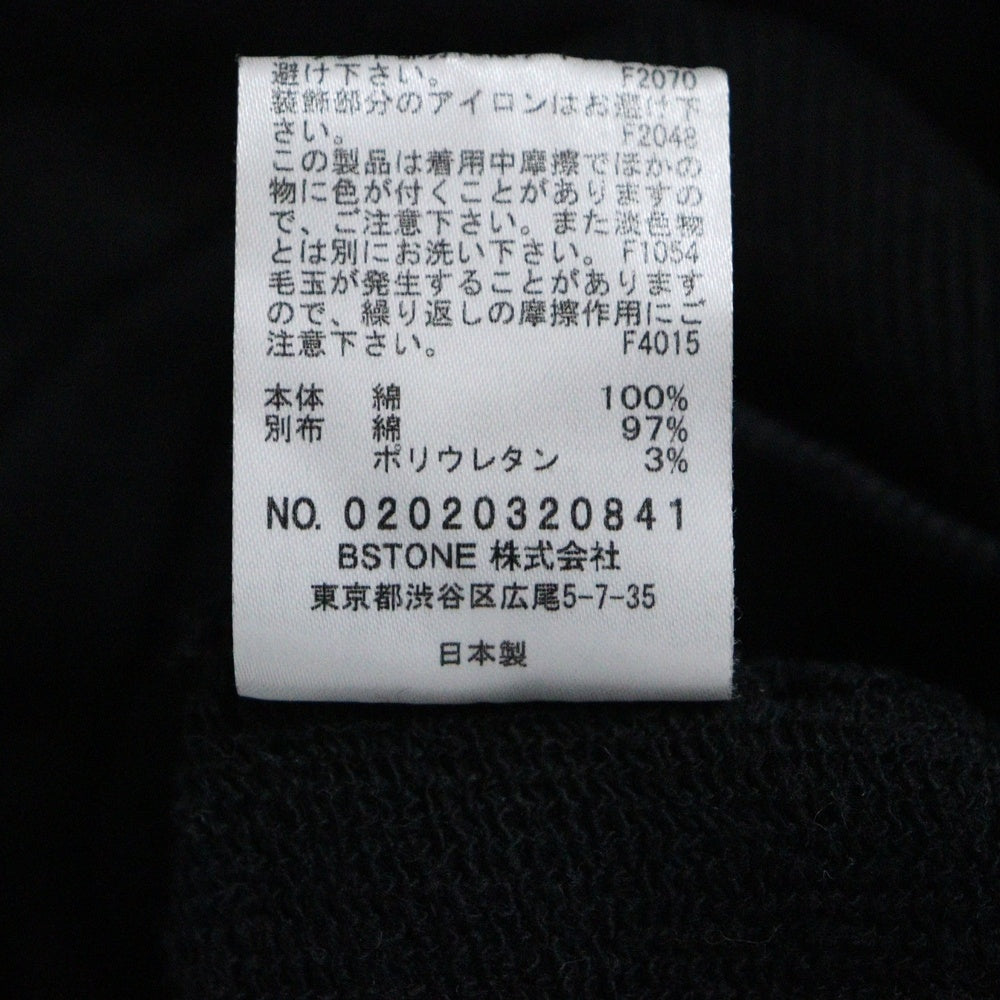 避け下さい。 F2070
装飾部分のアイロンはお避け下
さい。 F2048
この製品は着用中摩擦でほかの
物に色が付くことがありますの
で、ご注意下さい。また淡色物
とは別にお洗い下さい。 F1054
毛玉が発生することがあります
ので、繰り返しの摩擦作用にご
注意下さい。 F4015
本体 綿 100%
別布 綿 97%
ポリウレタン 3%
NO. 02020320841
BSTONE 株式会社
東京都渋谷区広尾5-7-35
日本製